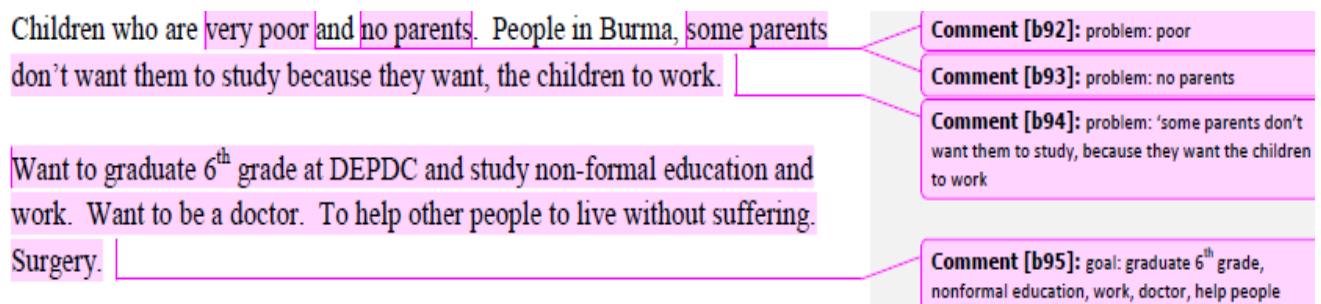 Children who are very poor and no parents. People in Burma, some parents
don't want them to study because they want, the children to work.
Want to graduate 6th grade at DEPDC and study non-formal education and
work. Want to be a doctor. To help other people to live without suffering.
Surgery.
Comment [b92]: problem: poor
Comment [b93]: problem: no parents
Comment [b94]: problem: 'some parents don't
want them to study, because they want the children
to work
Comment [b95]: goal: graduate 6th grade,
nonformal education, work, doctor, help people